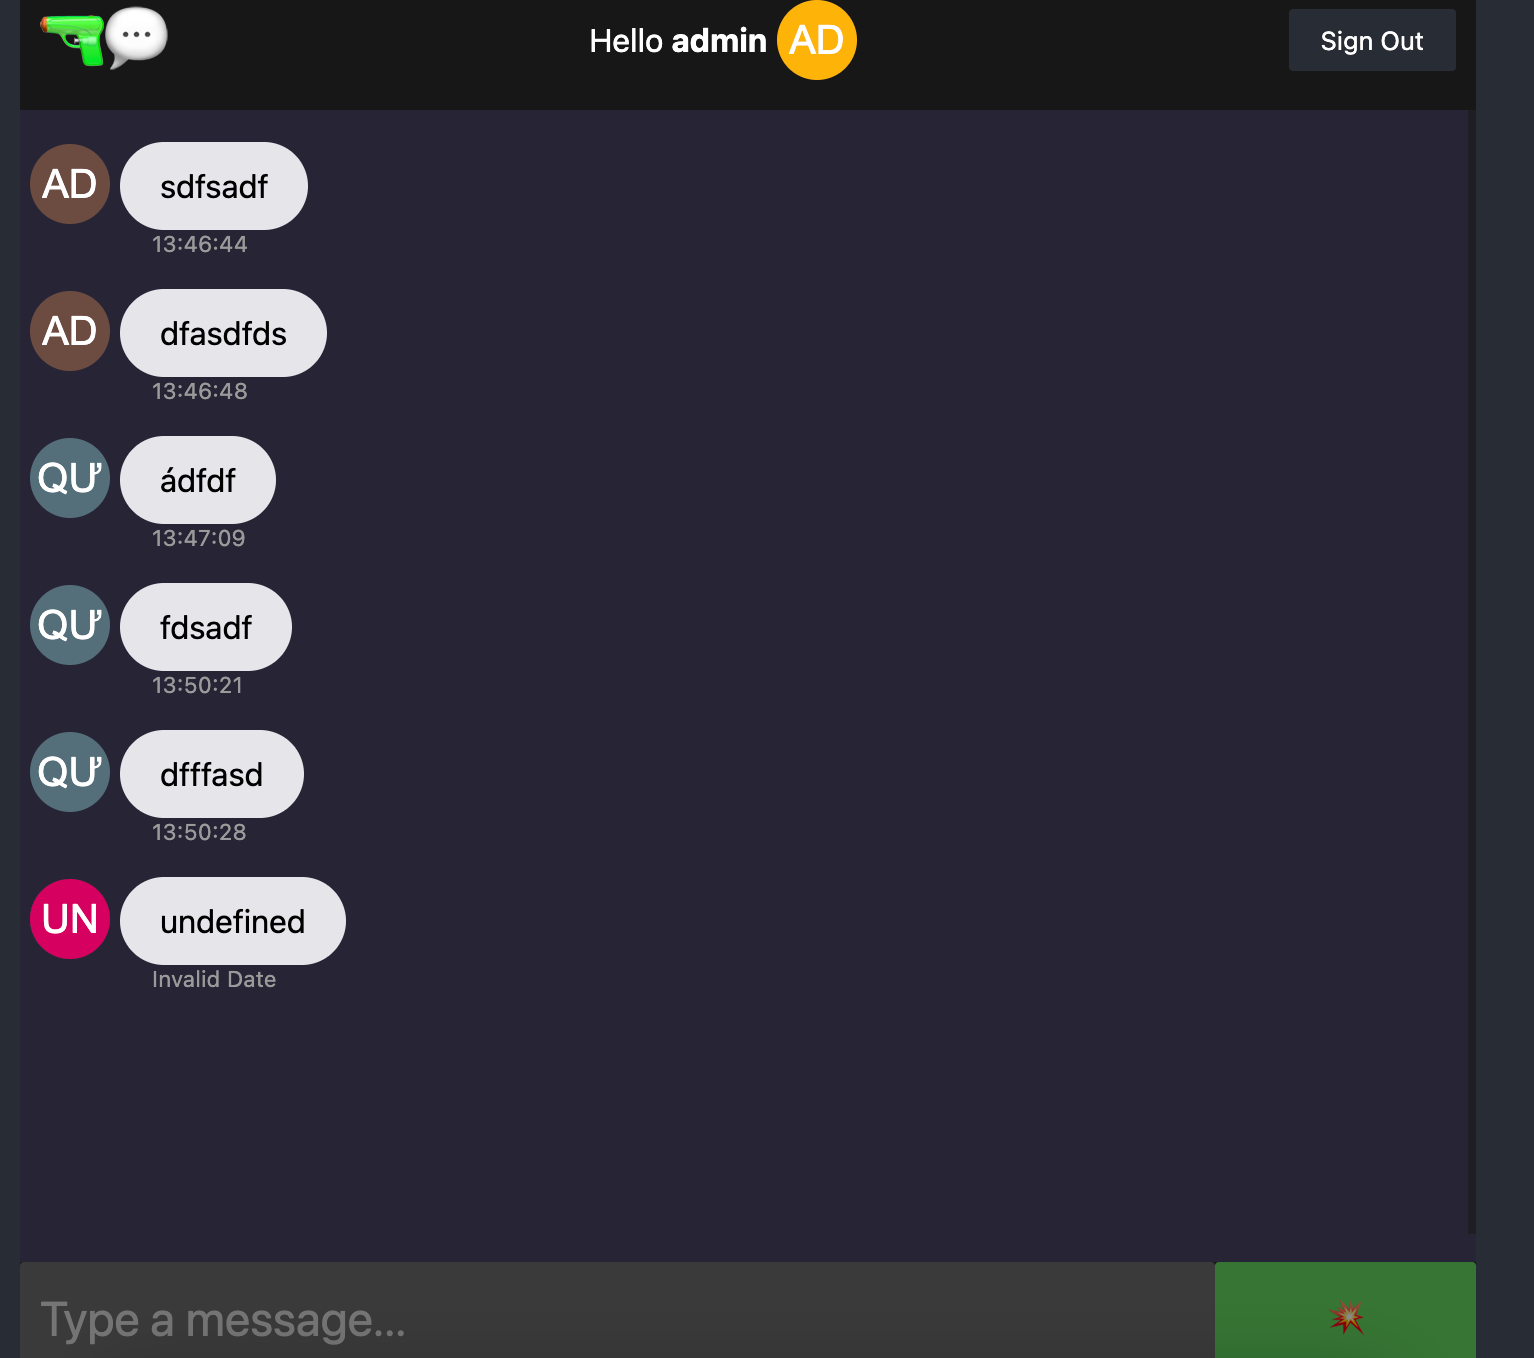 Hello admin AD
Sign Out
AD
sdfsadf
13:46:44
AD
dfasdfds
13:46:48
QƯ
ádfdf
13:47:09
QƯ
fdsadf
13:50:21
QƯ
dfffasd
13:50:28
UN
undefined
Invalid Date
Type a message...